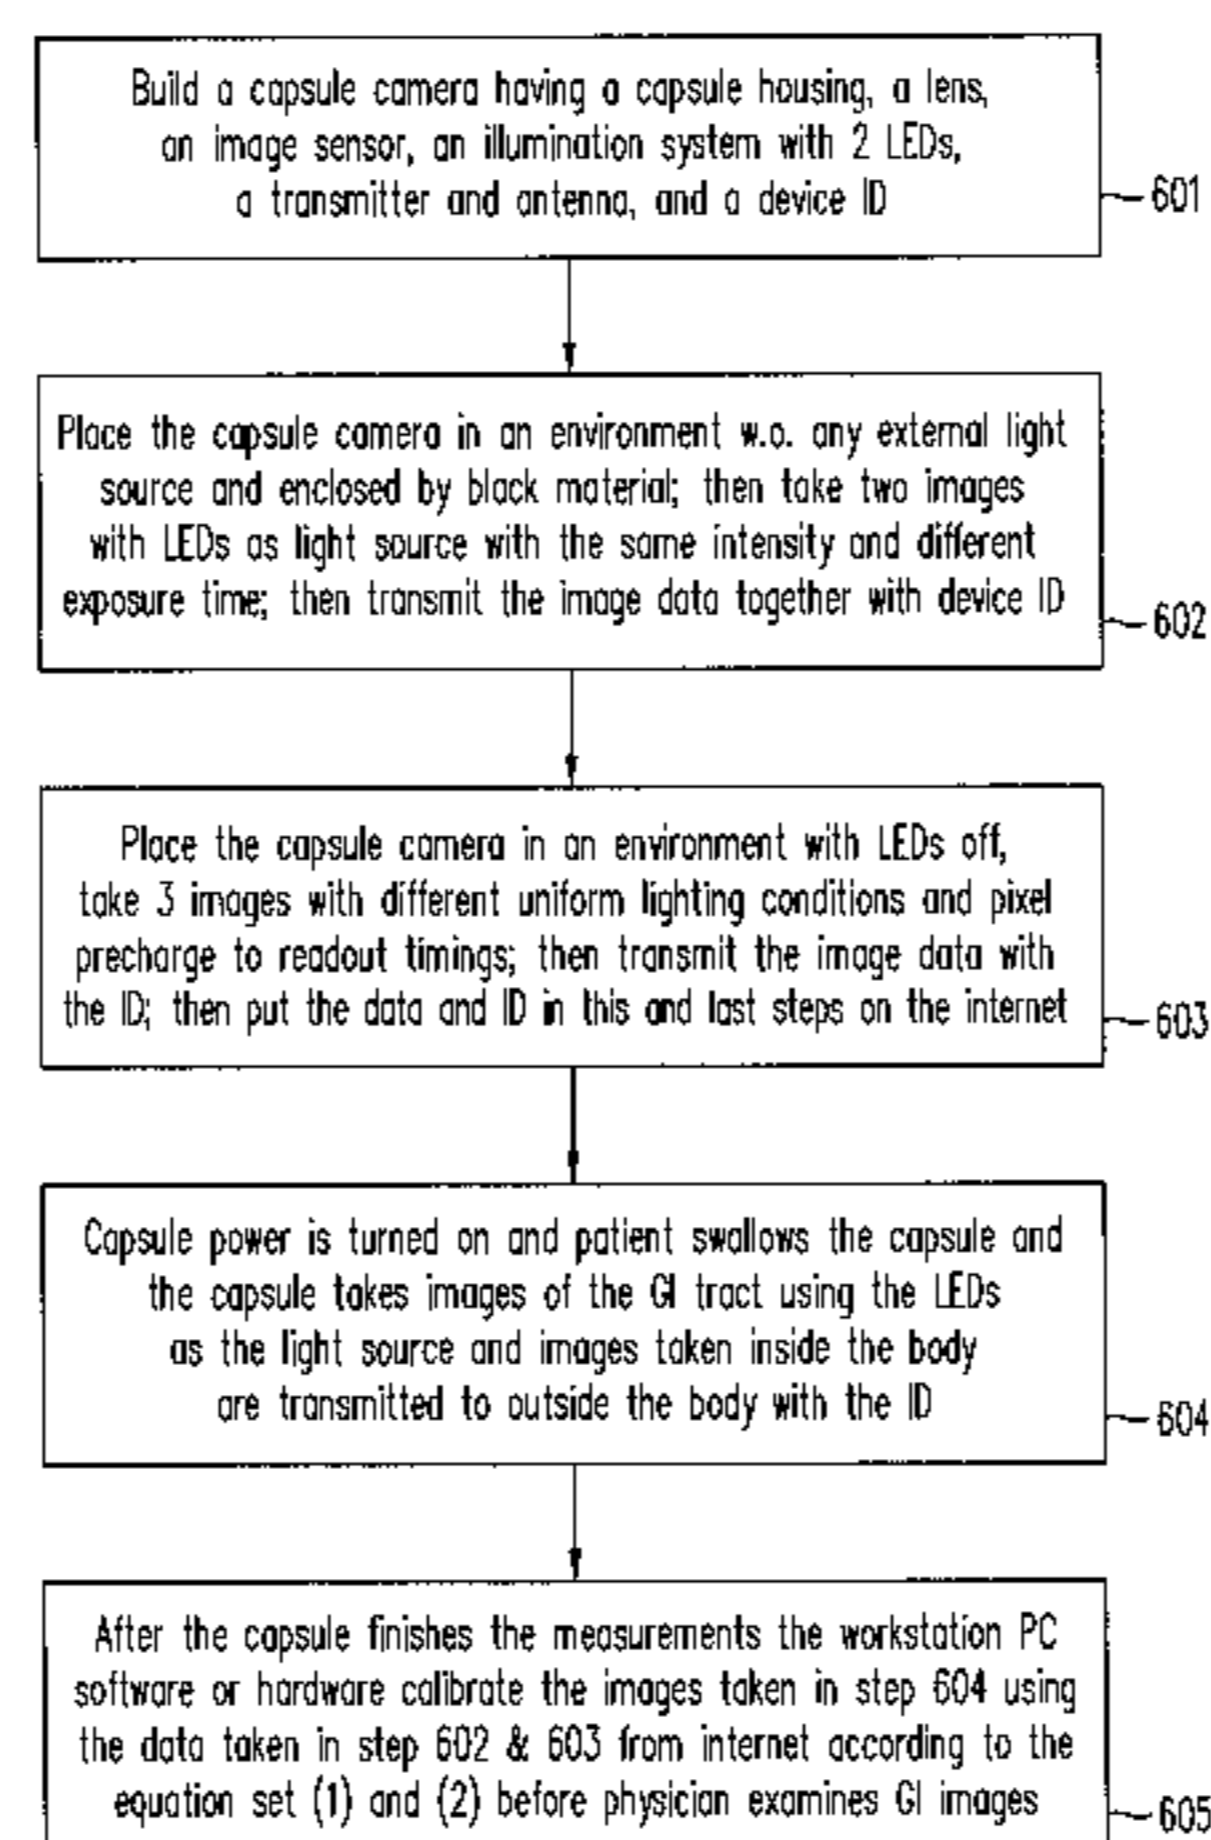 Build a capsule camera having a capsule housing, a lens,
an image sensor, an illumination system with 2 LEDs,
a transmitter and antenna, and a device ID
601
Place the capsule camera in an environment w.o. any external light
source and enclosed by black material; then take two images
with LEDs as light source with the same intensity and different
exposure time; then transmit the image data together with device ID
602
Place the capsule camera in an environment with LEDs off,
take 3 images with different uniform lighting conditions and pixel
precharge to readout timings; then transmit the image data with
the ID; then put the data and ID in this and last steps on the internet
603
Capsule power is turned on and patient swallows the capsule and
the capsule takes images of the GI tract using the LEDs
as the light source and images taken inside the body
are transmitted to outside the body with the ID
604
After the capsule finishes the measurements the workstation PC
software or hardware calibrate the images taken in step 604 using
the data taken in step 602 & 603 from internet according to the
equation set (1) and (2) before physician examines GI images
605